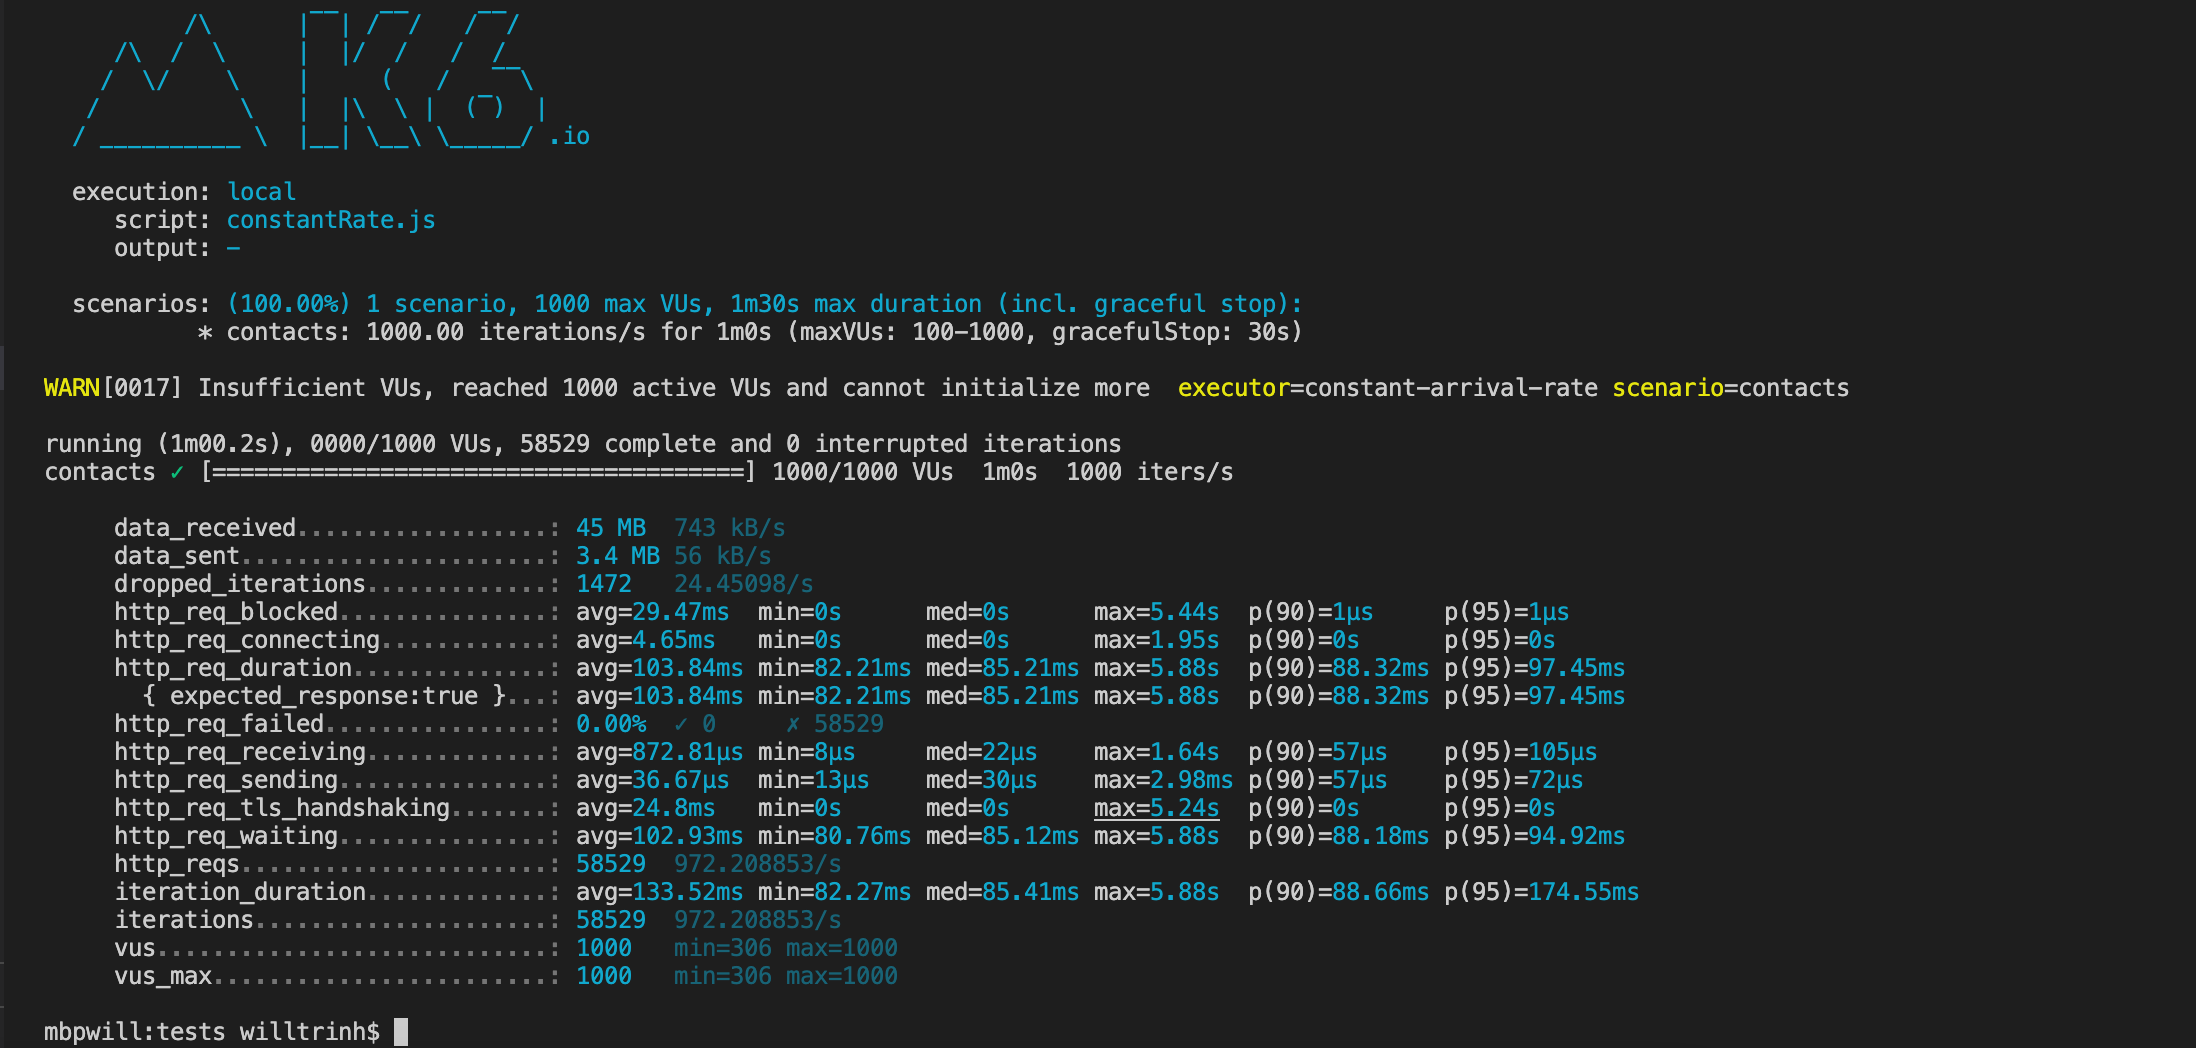 /\      |‾‾| /‾‾/   /‾‾/
     /\  /  \     |  |/  /   /  /
    /  \/    \    |     (   /   ‾‾\
   /          \   |  |\  \ |  (‾)  |
  / __________ \  |__| \__\ \_____/ .io
execution: local
script: constantRate.js
output: -
scenarios: (100.00%) 1 scenario, 1000 max VUs, 1m30s max duration (incl. graceful stop):
* contacts: 1000.00 iterations/s for 1m0s (maxVUs: 100-1000, gracefulStop: 30s)
WARN[0017] Insufficient VUs, reached 1000 active VUs and cannot initialize more  executor=constant-arrival-rate scenario=contacts
running (1m00.2s), 0000/1000 VUs, 58529 complete and 0 interrupted iterations
contacts ✓ [======================================] 1000/1000 VUs  1m0s  1000 iters/s
data_received..................: 45 MB  743 kB/s
data_sent......................: 3.4 MB 56 kB/s
dropped_iterations.............: 1472   24.45098/s
http_req_blocked...............: avg=29.47ms  min=0s      med=0s      max=5.44s  p(90)=1µs     p(95)=1µs
http_req_connecting............: avg=4.65ms   min=0s      med=0s      max=1.95s  p(90)=0s      p(95)=0s
http_req_duration..............: avg=103.84ms min=82.21ms med=85.21ms max=5.88s  p(90)=88.32ms p(95)=97.45ms
{ expected_response:true }...: avg=103.84ms min=82.21ms med=85.21ms max=5.88s  p(90)=88.32ms p(95)=97.45ms
http_req_failed................: 0.00%  ✓ 0     ✗ 58529
http_req_receiving.............: avg=872.81µs min=8µs     med=22µs    max=1.64s  p(90)=57µs    p(95)=105µs
http_req_sending...............: avg=36.67µs  min=13µs    med=30µs    max=2.98ms p(90)=57µs    p(95)=72µs
http_req_tls_handshaking.......: avg=24.8ms   min=0s      med=0s      max=5.24s  p(90)=0s      p(95)=0s
http_req_waiting...............: avg=102.93ms min=80.76ms med=85.12ms max=5.88s  p(90)=88.18ms p(95)=94.92ms
http_reqs......................: 58529  972.208853/s
iteration_duration.............: avg=133.52ms min=82.27ms med=85.41ms max=5.88s  p(90)=88.66ms p(95)=174.55ms
iterations.....................: 58529  972.208853/s
vus............................: 1000   min=306 max=1000
vus_max........................: 1000   min=306 max=1000
mbpwill:tests willtrinh$